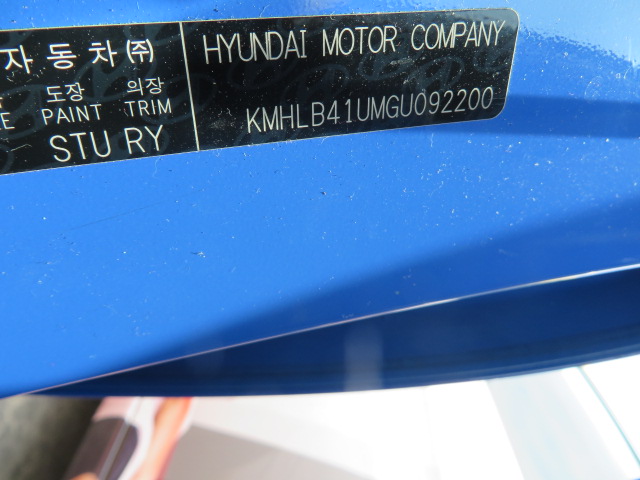 자동차㈜
도장 의장
PAINT TRIM
STU RY
HYUNDAI MOTOR COMPANY
KMHLB41UMGU092200